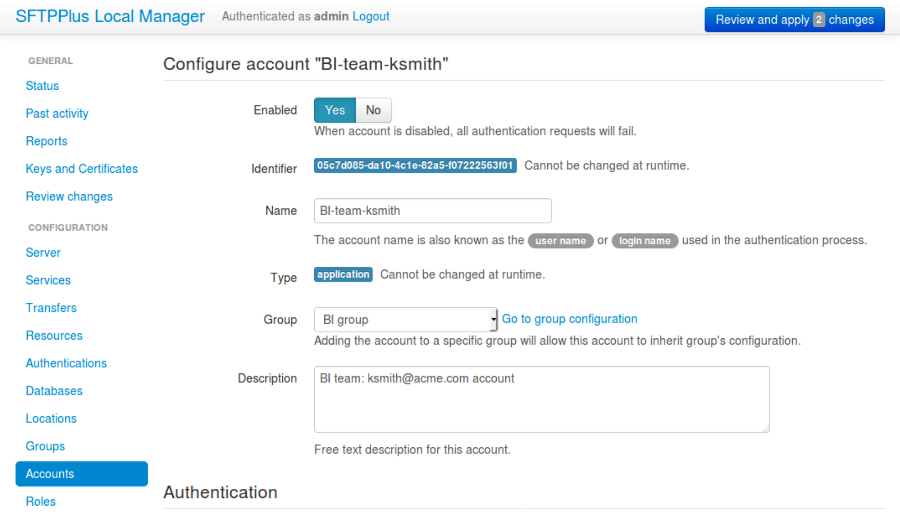 SFTPPlus Local Manager Authenticated as admin Logout Review and apply 2 changes
GENERAL
Status
Past activity
Reports
Keys and Certificates
Review changes
CONFIGURATION
Server
Services
Transfers
Resources
Authentications
Databases
Locations
Groups
Accounts
Roles
Configure account "BI-team-ksmith"
Enabled Yes No
When account is disabled, all authentication requests will fail.
Identifier 05c7d085-da10-4c1e-82a5-f07222563f01 Cannot be changed at runtime.
Name BI-team-ksmith
The account name is also known as the user name or login name used in the authentication process.
Type application Cannot be changed at runtime.
Group BI group Go to group configuration
Adding the account to a specific group will allow this account to inherit group's configuration.
Description BI team: ksmith@acme.com account
Free text description for this account.
Authentication